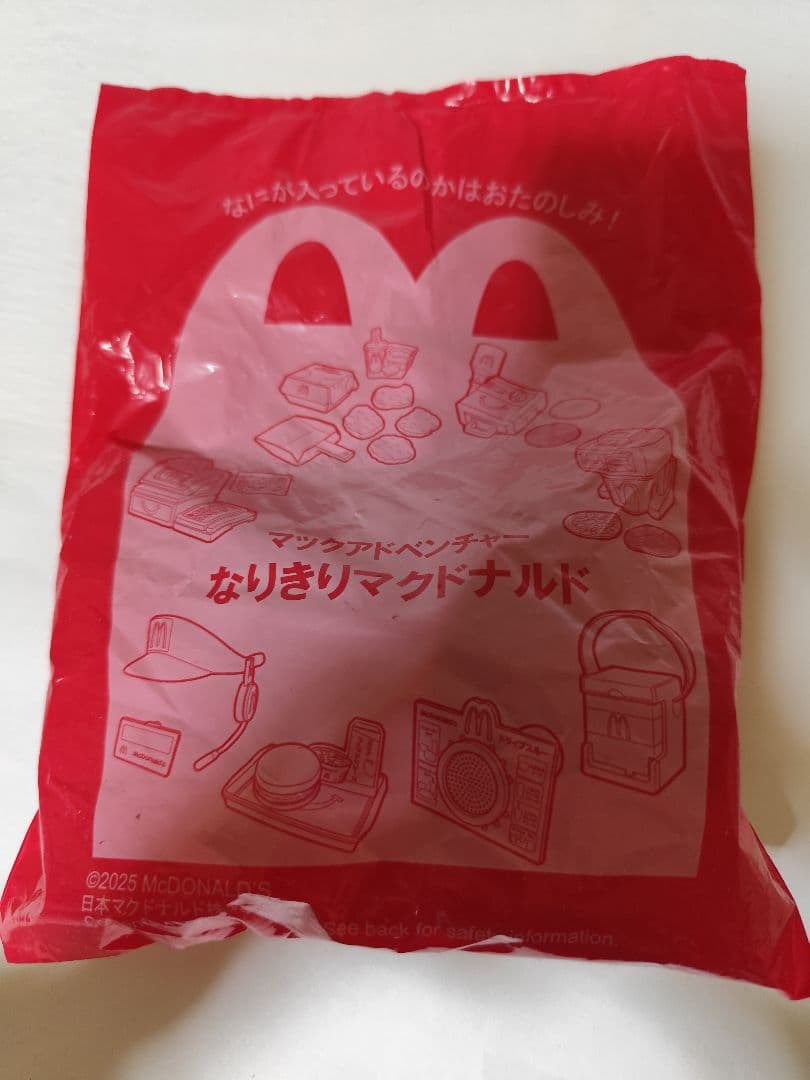 なにが入っているのかはおたのしみ！
マックアドベンチャー
なりきりマクドナルド
McDonald's
ドライブスルー
©2025 McDONALD'S
日本マクドナルド
See back for safety information.